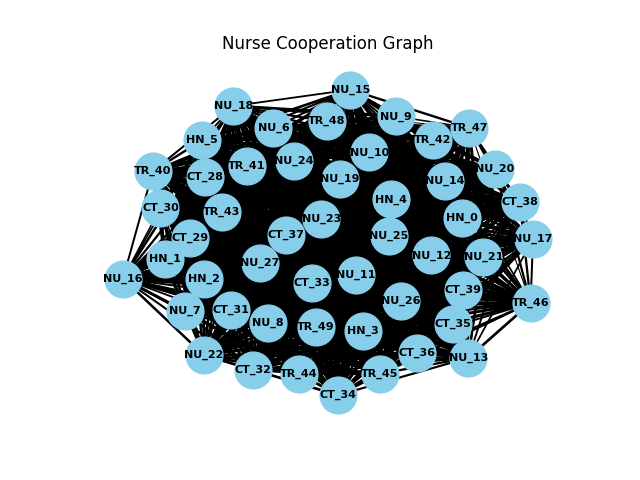 Nurse Cooperation Graph
NU_15
NU_18
NU_9
NU_6
TR_48
TR_47
HN_5
TR_42
NU_10
NU_24
TR_41
NU_20
TR_40
CT_28
NU_19
NU_14
HN_4
CT_38
CT_30
TR_43
HN_0
NU_23
CT_29
CT_37
NU_25
NU_17
HN_1
NU_27
NU_12
NU_21
NU_16
HN_2
CT_33
NU_11
CT_39
NU_26
TR_46
NU_7
CT_31
NU_8
TR_49
HN_3
CT_35
NU_22
CT_36
NU_13
CT_32
TR_44
TR_45
CT_34